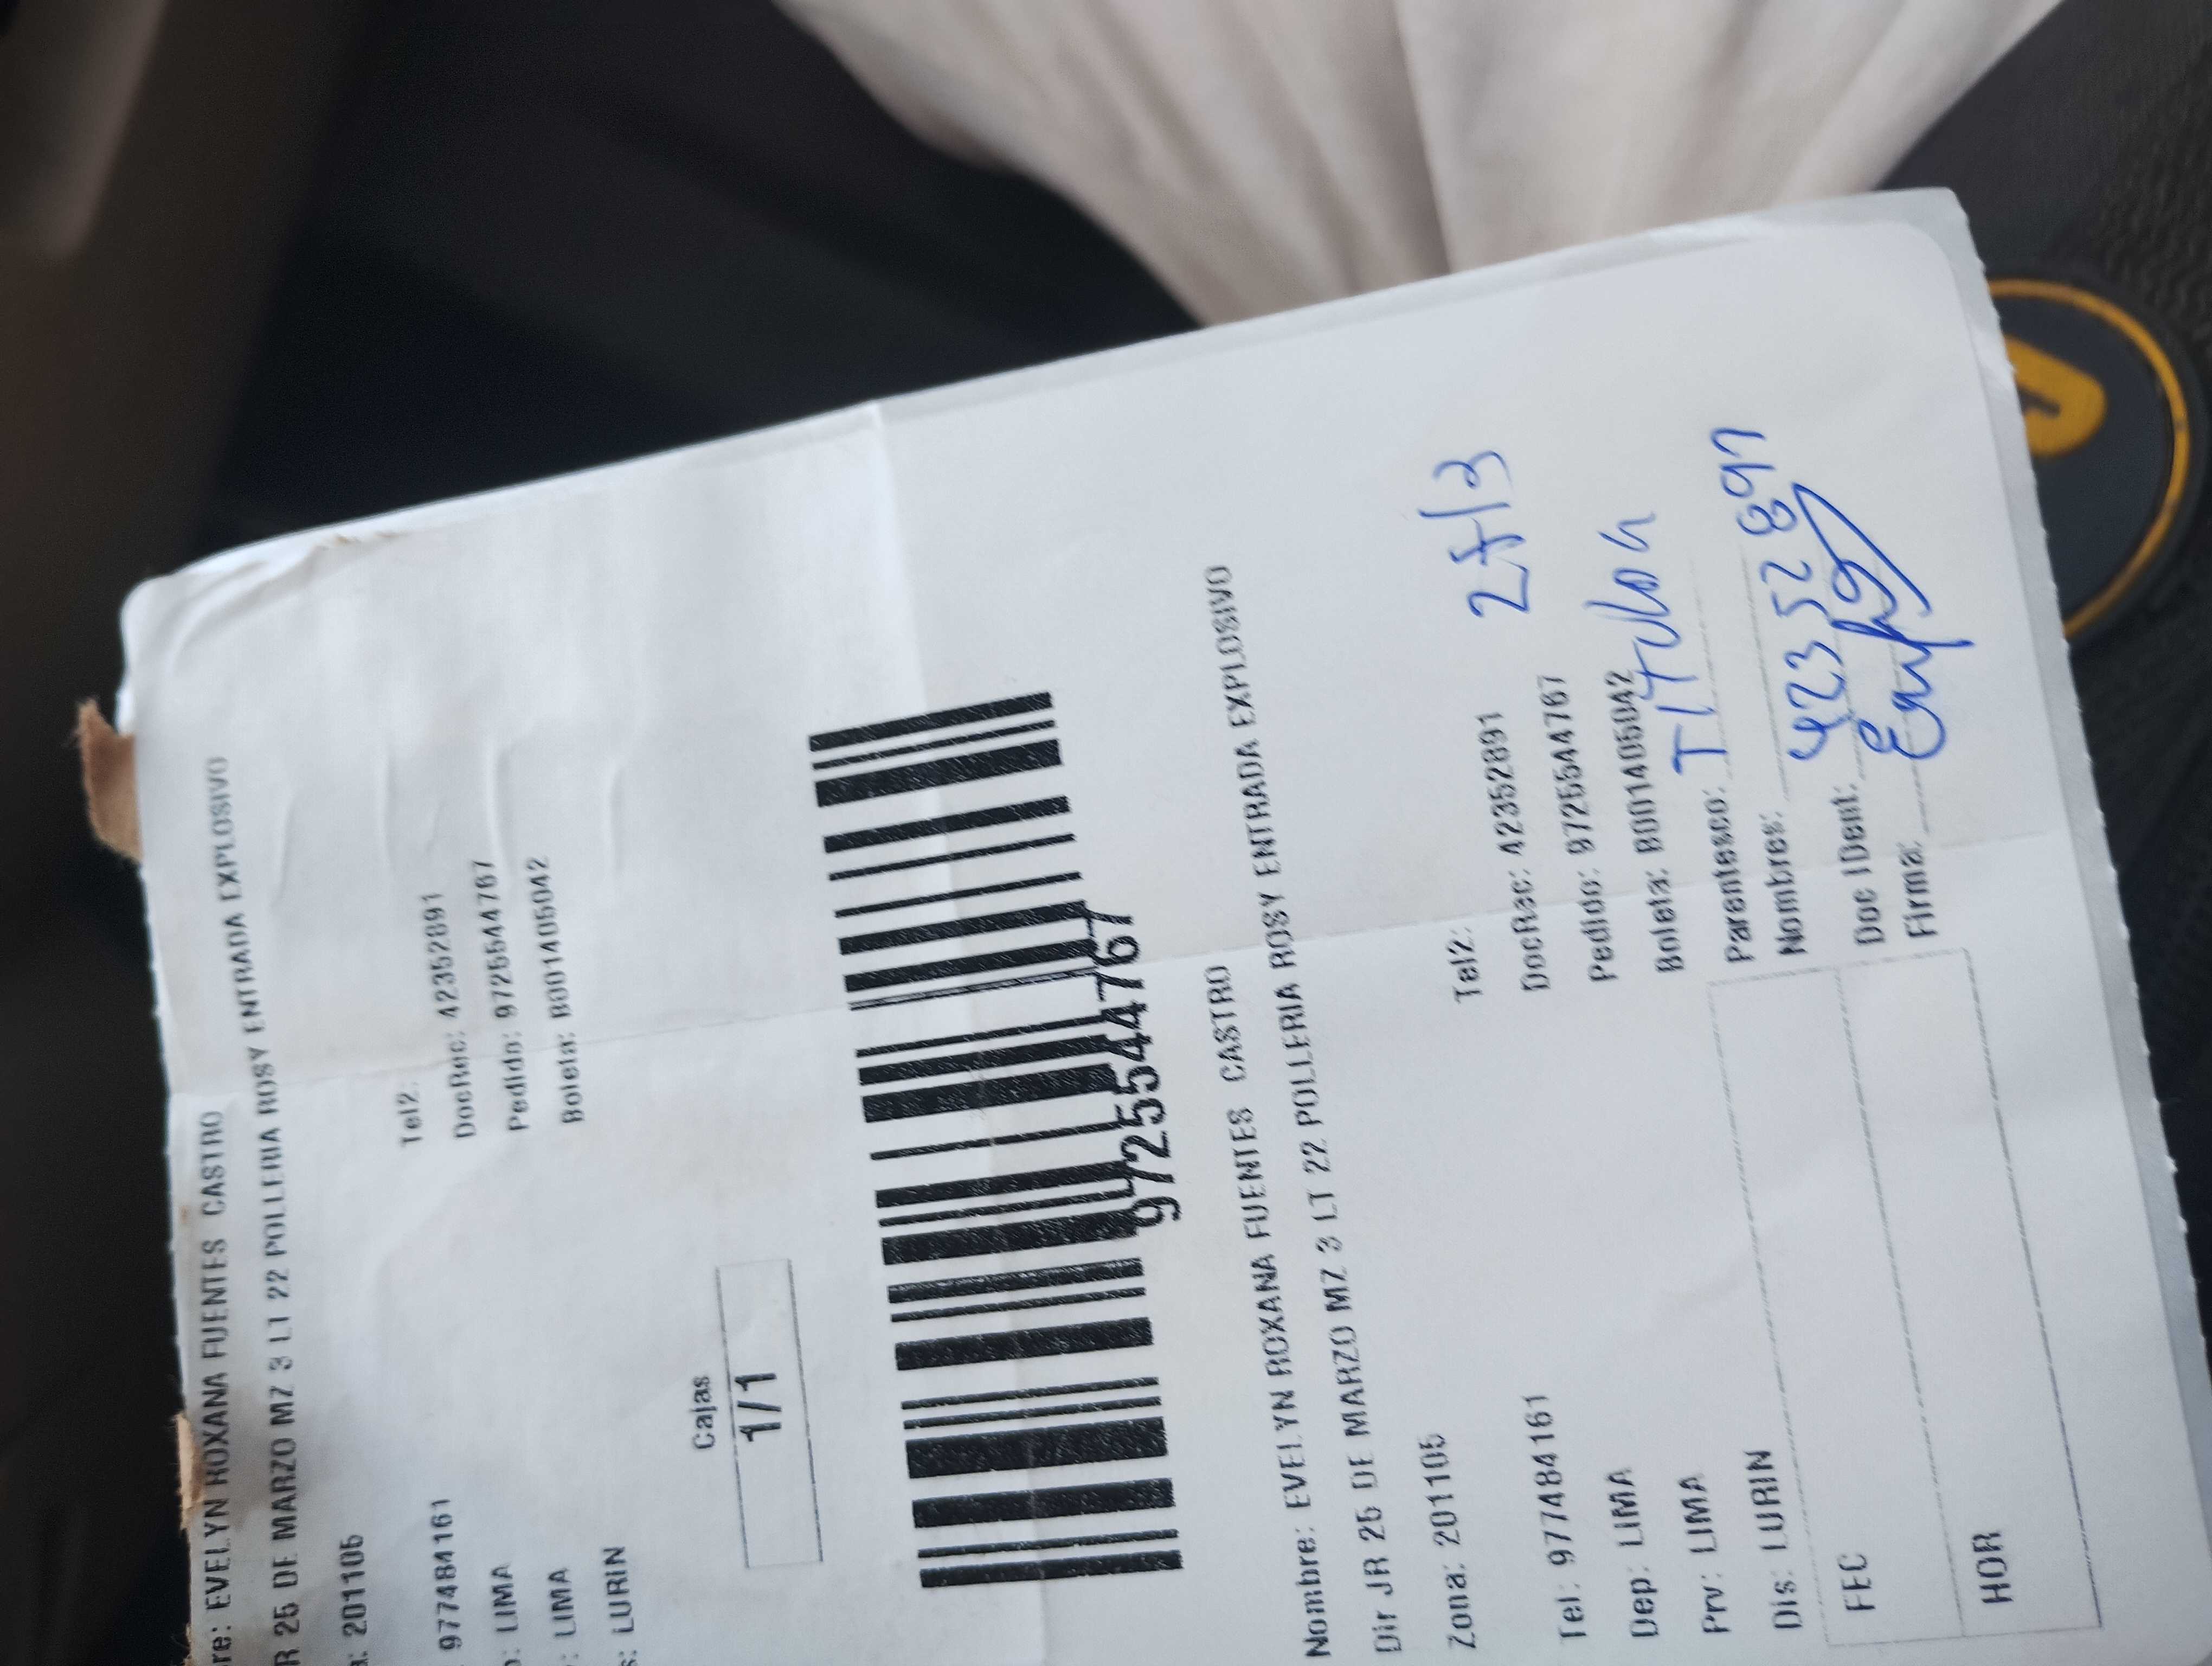 re: EVELYN ROXANA FUENTES CASTRO
R 25 DE MARZO MZ 3 LT 22 POLLERIA ROSY ENTRADA EXPLOSIVO
a: 201105
Tel2:
977484161
DocRec: 42352891
: LIMA
Pedido: 9725544767
: LIMA
Boleta: B001405042
s: LURIN
Cajas
1/1
9725544767
Nombre: EVELYN ROXANA FUENTES CASTRO
Dir JR 25 DE MARZO MZ 3 LT 22 POLLERIA ROSY ENTRADA EXPLOSIVO
Zona: 201105
Tel2:
Tel: 977484161
DocRec: 42352891
Dep: LIMA
Pedido: 9725544767
Prv: LIMA
Boleta: B001405042
Dis: LURIN
Parentesco: Titular
FEC
Nombres:
Doc IDent: 42352891
HOR
Firma: